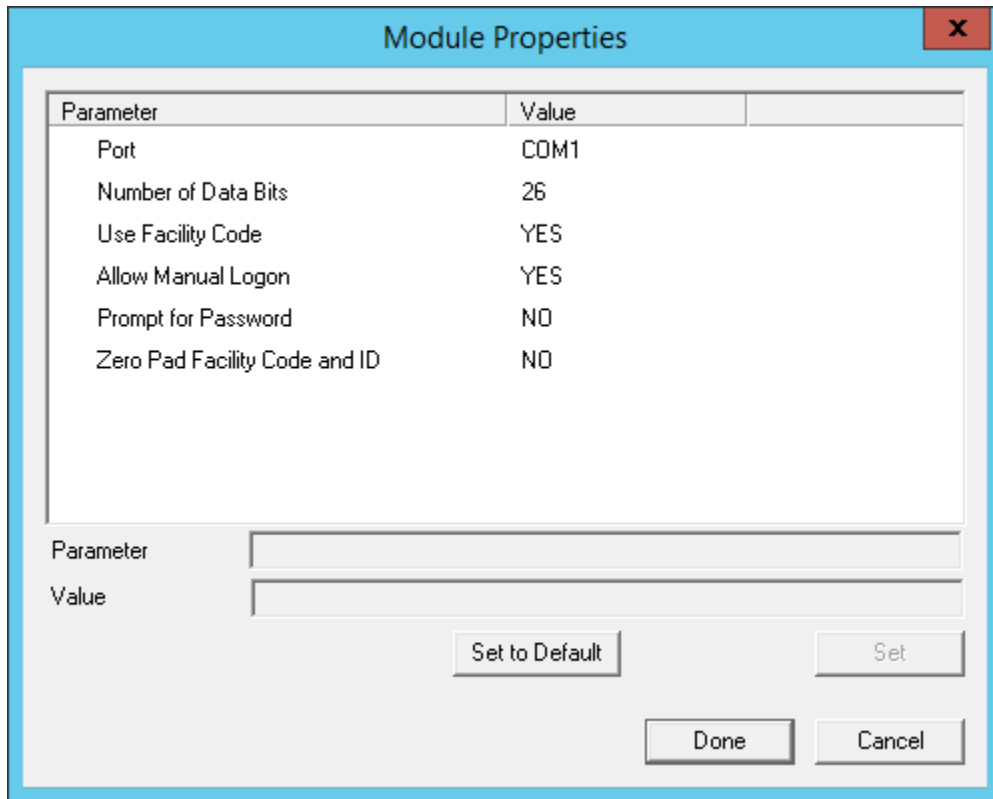 Module Properties
x
Parameter Value
Port COM1
Number of Data Bits 26
Use Facility Code YES
Allow Manual Logon YES
Prompt for Password NO
Zero Pad Facility Code and ID NO
Parameter
Value
Set to Default Set
Done Cancel